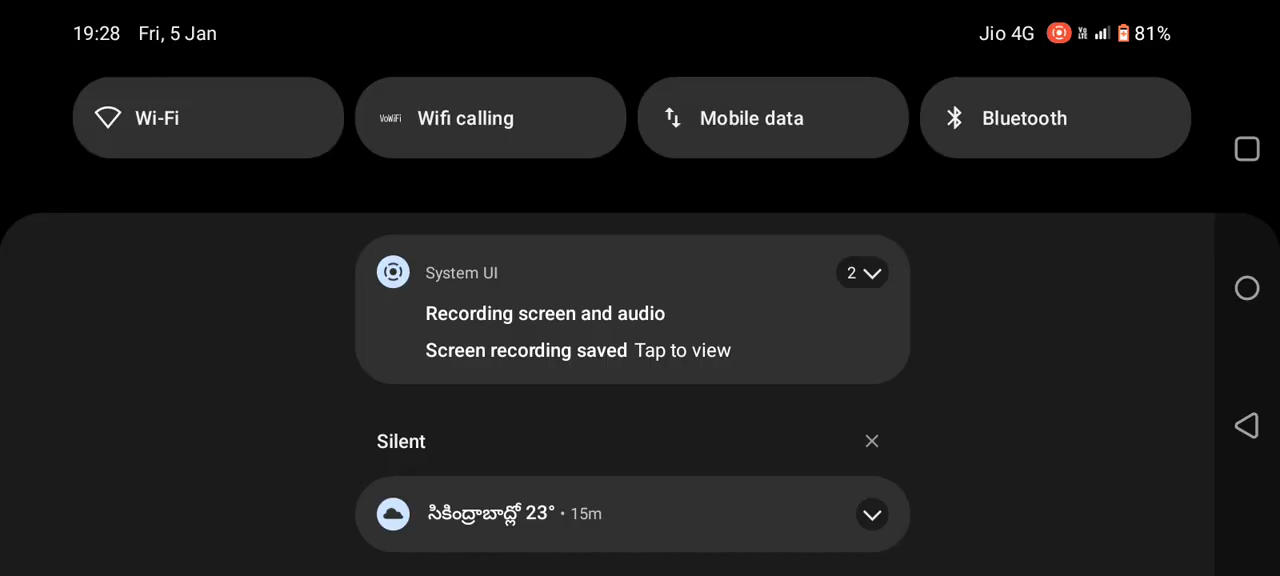 19:28 Fri, 5 Jan Jio 4G VoLTE 81%
Wi-Fi VoWiFi Wifi calling Mobile data Bluetooth
System UI 2
Recording screen and audio
Screen recording saved Tap to view
Silent
సికింద్రాబాద్లో 23° • 15m